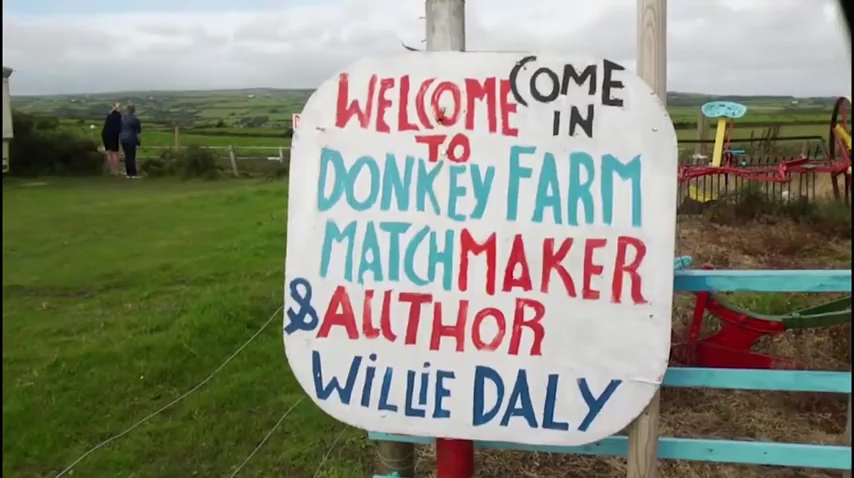 WELCOME COME
IN
TO
DONKEY FARM
MATCHMAKER
& AUTHOR
WILLIE DALY